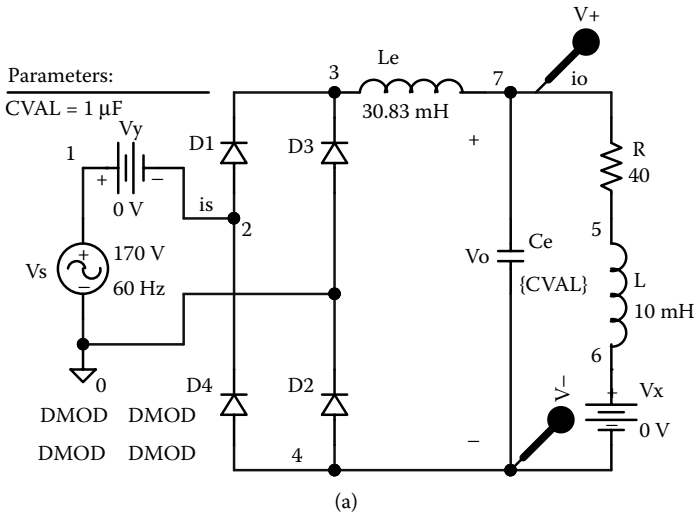 V+
Le
3
7
io
Parameters:
30.83 mH
CVAL = 1 μF
Vy
1
D1
D3
+
R
40
+
−
0 V
is
2
5
Vs
+
−
170 V
60 Hz
Vo
Ce
{CVAL}
L
10 mH
6
0
D4
D2
V−
+
−
Vx
0 V
DMOD DMOD
DMOD DMOD
4
−
(a)